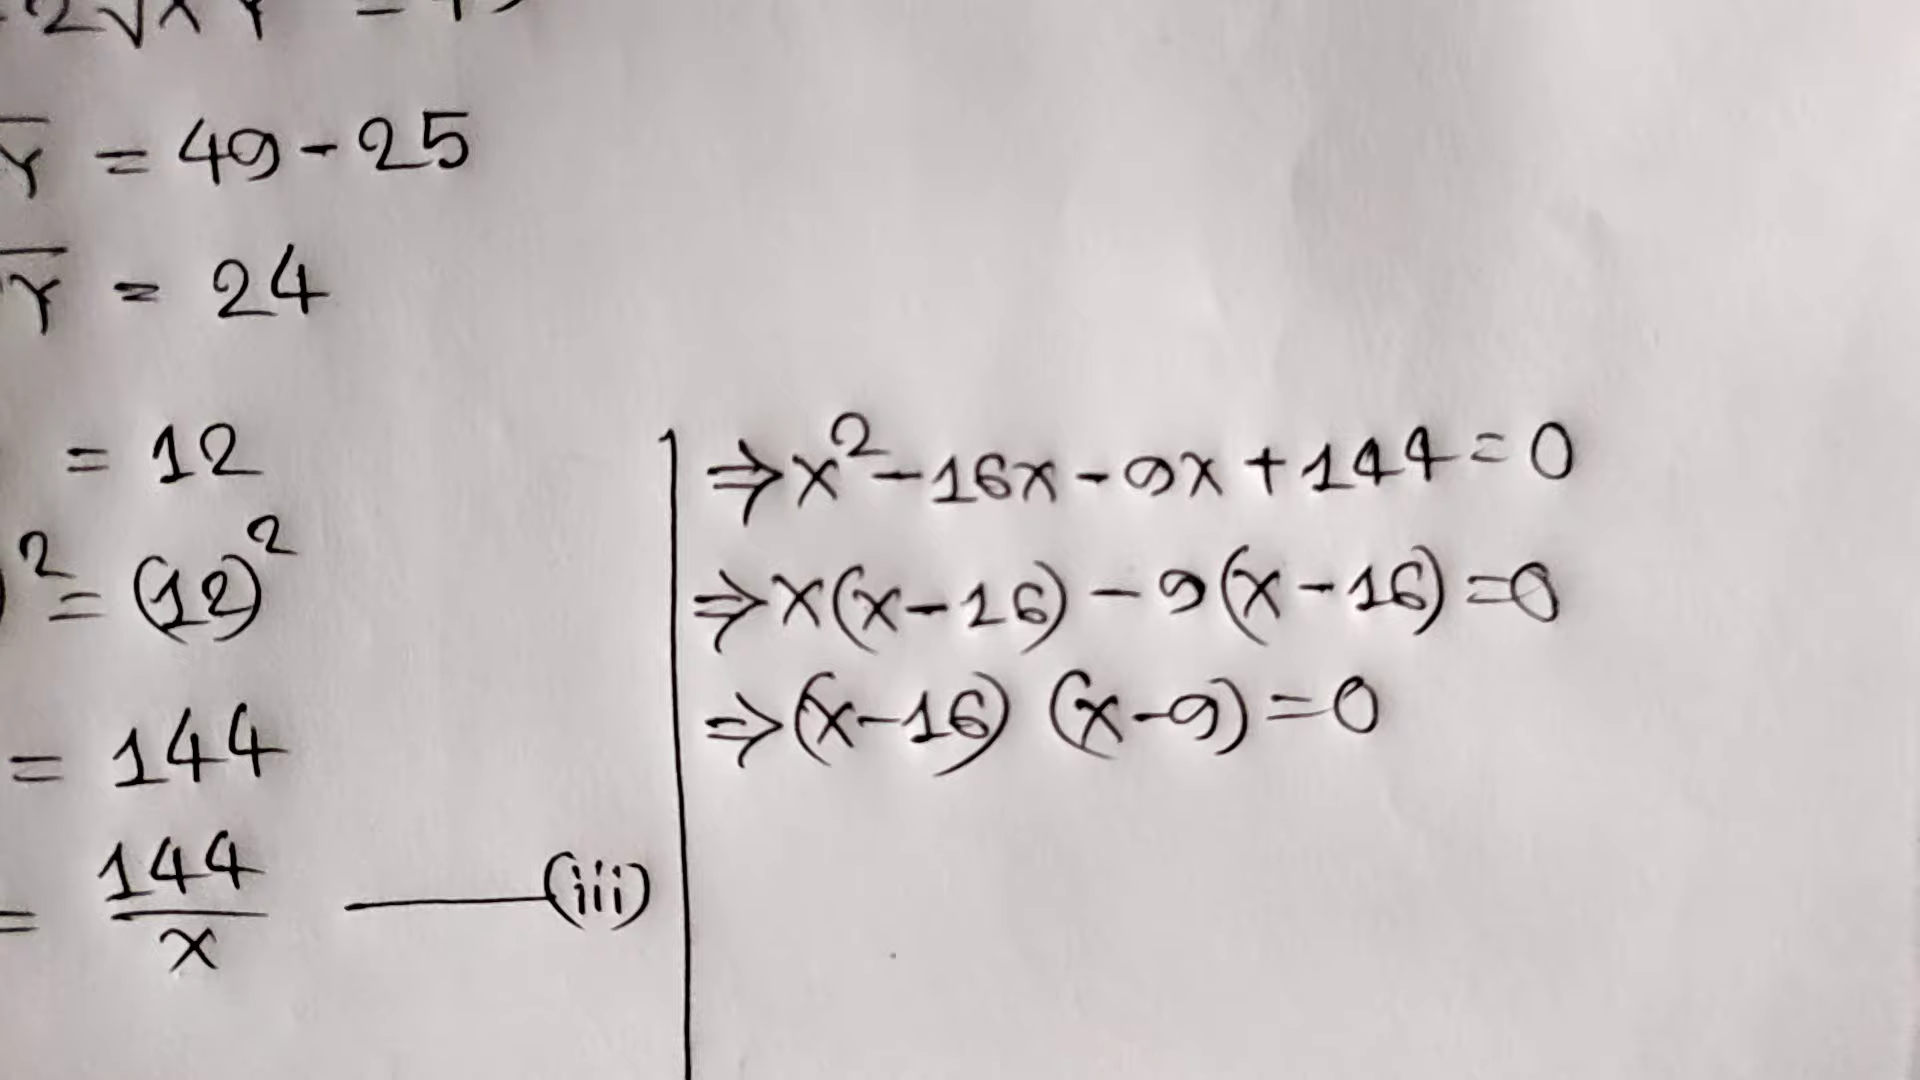 2√x Y =
Y = 49 - 25
Y = 24
= 12
)² = (12)²
= 144
= 144/x ——— (iii)
⇒ x² - 16x - 9x + 144 = 0
⇒ x(x - 16) - 9(x - 16) = 0
⇒ (x - 16) (x - 9) = 0